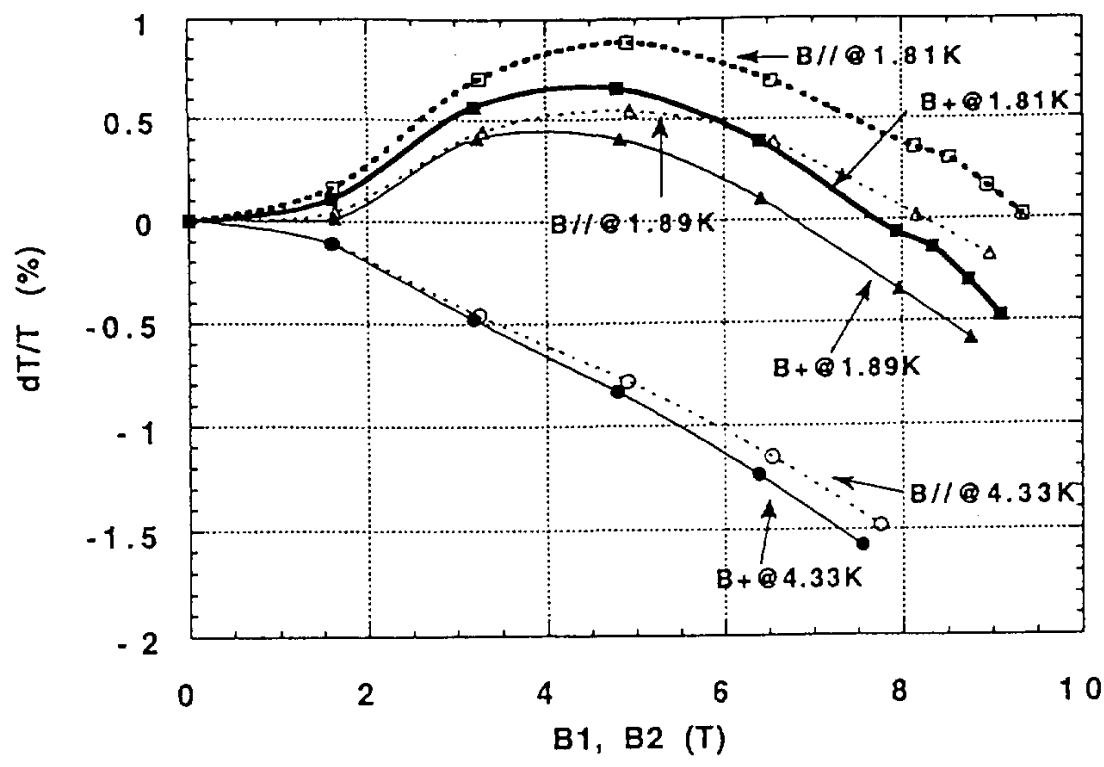 1
B//@1.81K
B+@1.81K
0.5
dT/T (%)
0
B//@1.89K
-0.5
B+@1.89K
-1
B//@4.33K
-1.5
B+@4.33K
-2
0 2 4 6 8 10
B1, B2 (T)